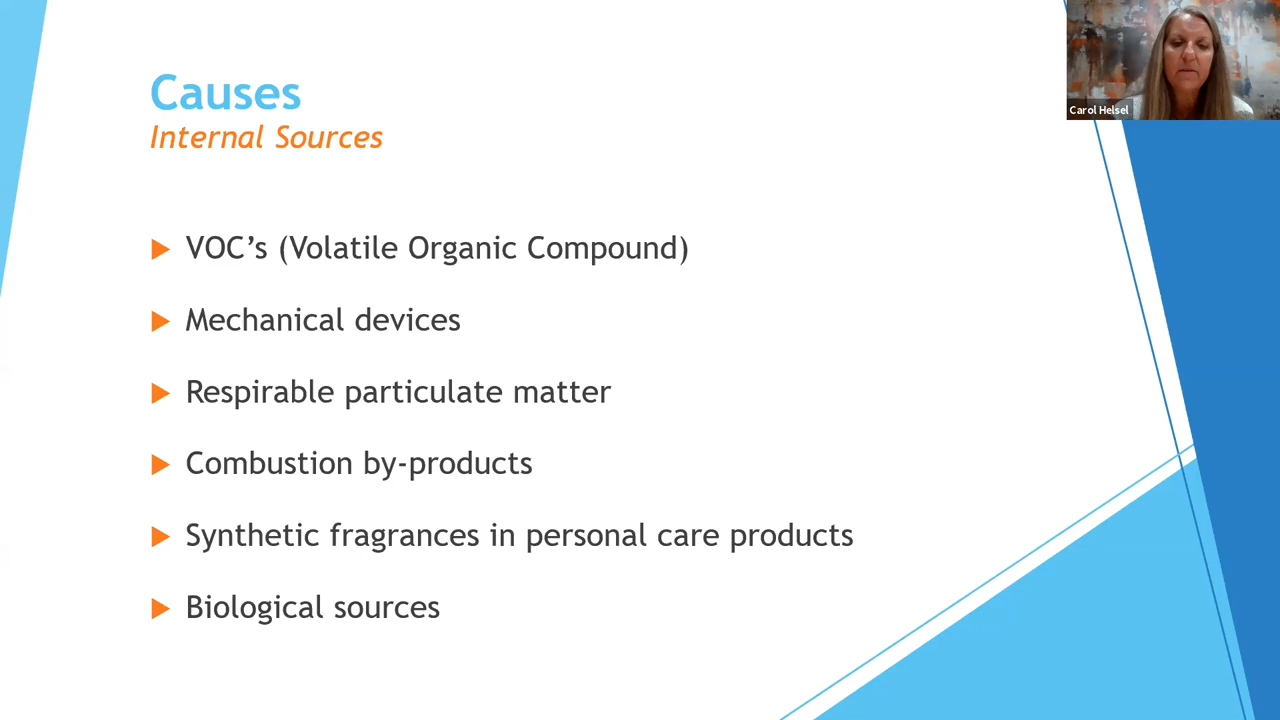 Causes
Internal Sources
VOC’s (Volatile Organic Compound)
Mechanical devices
Respirable particulate matter
Combustion by-products
Synthetic fragrances in personal care products
Biological sources
Carol Helsel